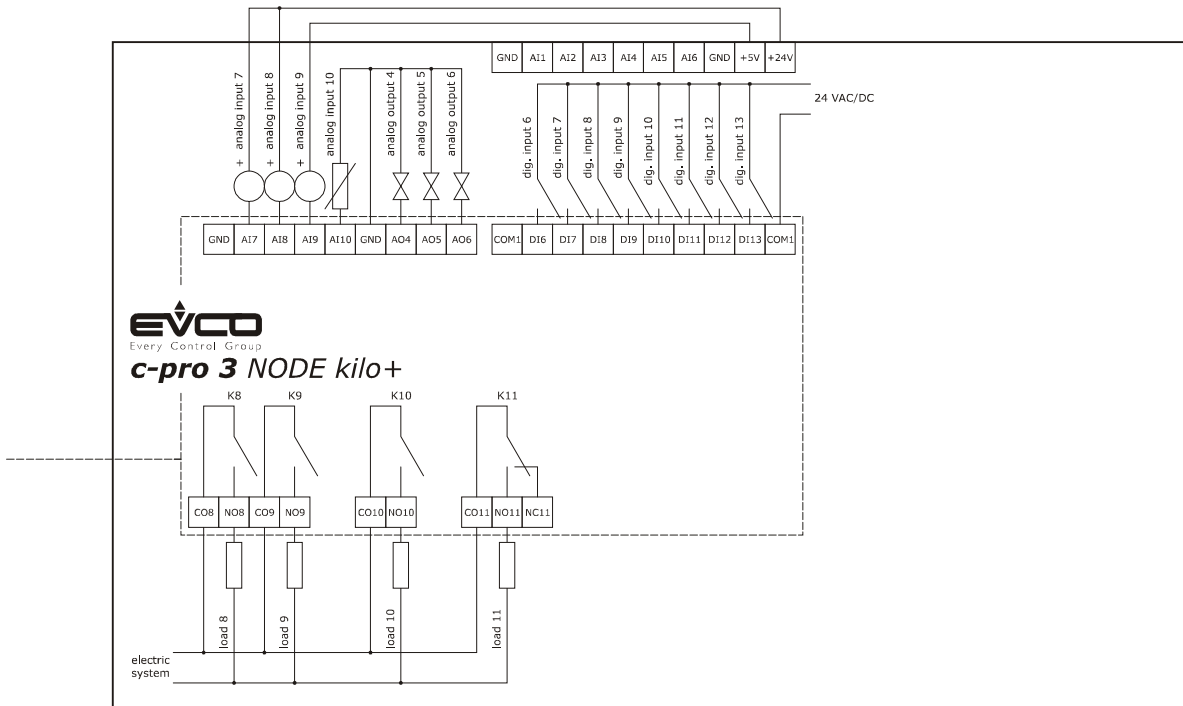 GND AI1 AI2 AI3 AI4 AI5 AI6 GND +5V +24V
24 VAC/DC
+ analog input 7
+ analog input 8
+ analog input 9
analog input 10
analog output 4
analog output 5
analog output 6
dig. input 6
dig. input 7
dig. input 8
dig. input 9
dig. input 10
dig. input 11
dig. input 12
dig. input 13
GND AI7 AI8 AI9 AI10 GND AO4 AO5 AO6
COM1 DI6 DI7 DI8 DI9 DI10 DI11 DI12 DI13 COM1
EVCO
Every Control Group
c-pro 3 NODE kilo+
K8 K9 K10 K11
CO8 NO8 CO9 NO9 CO10 NO10 CO11 NO11 NC11
load 8
load 9
load 10
load 11
electric
system